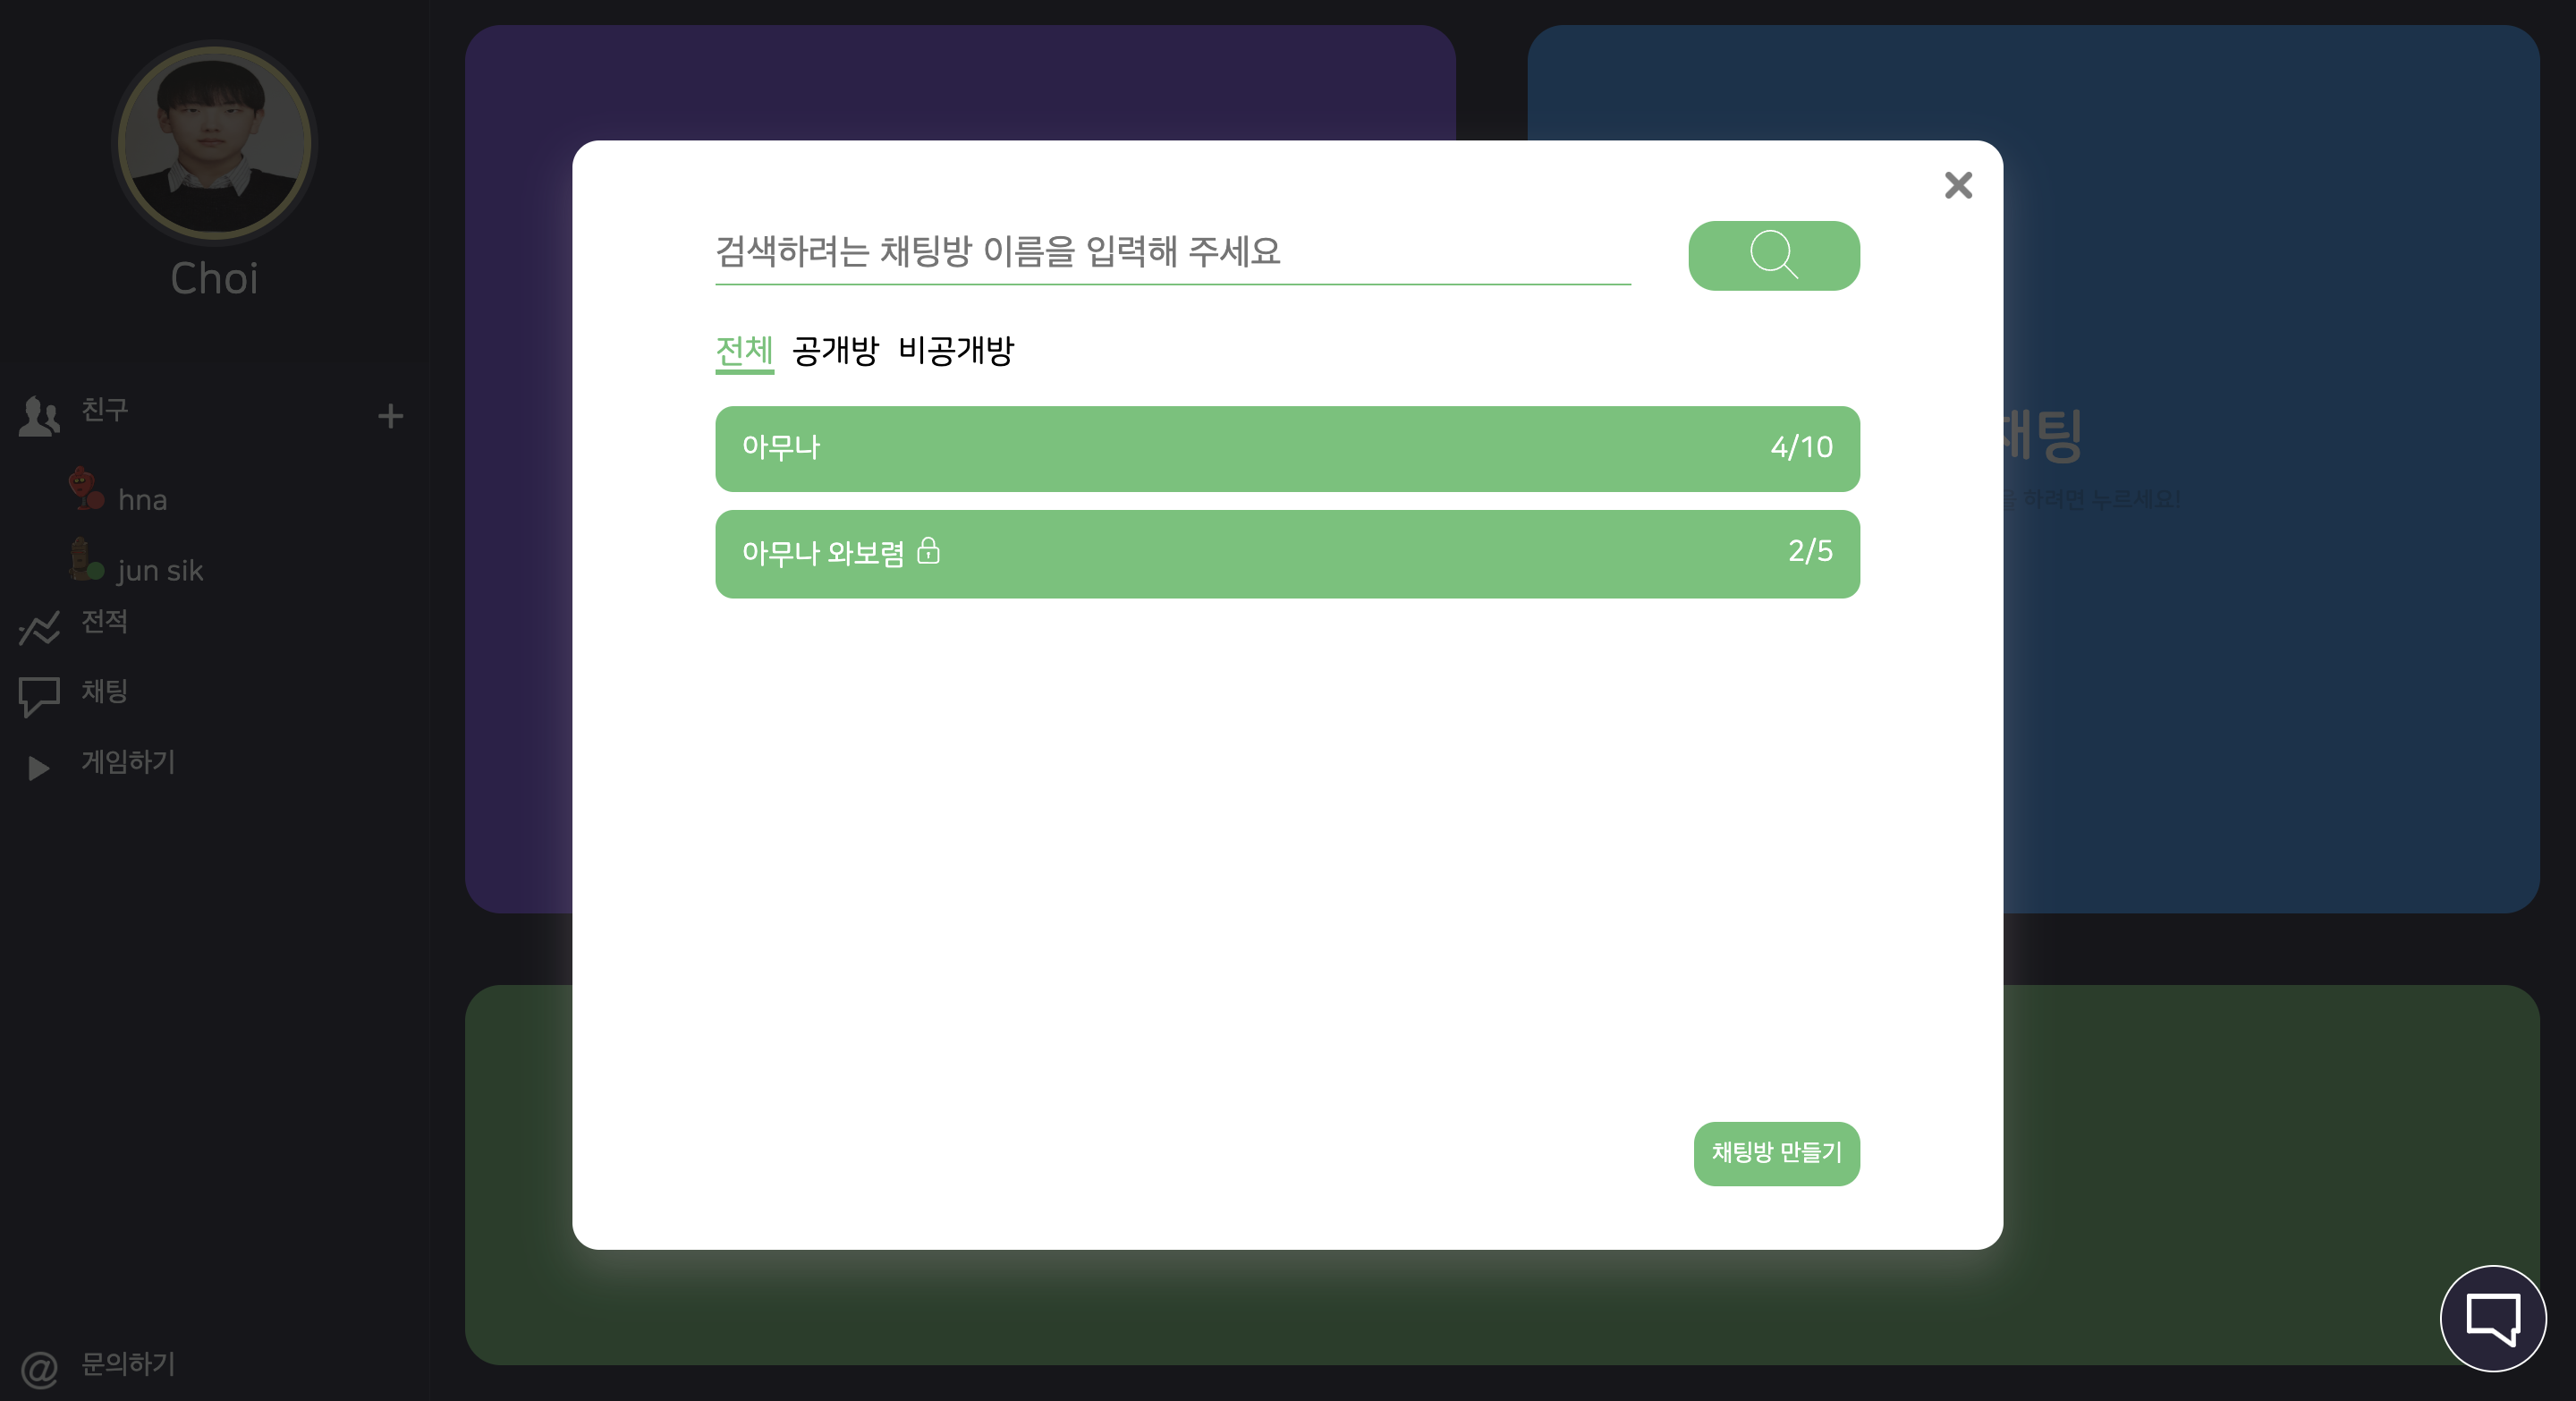 Choi
친구
hna
jun sik
전적
채팅
게임하기
문의하기
검색하려는 채팅방 이름을 입력해 주세요
전체 공개방 비공개방
아무나 4/10
아무나 와보렴 2/5
채팅방 만들기
채팅
하려면 누르세요!